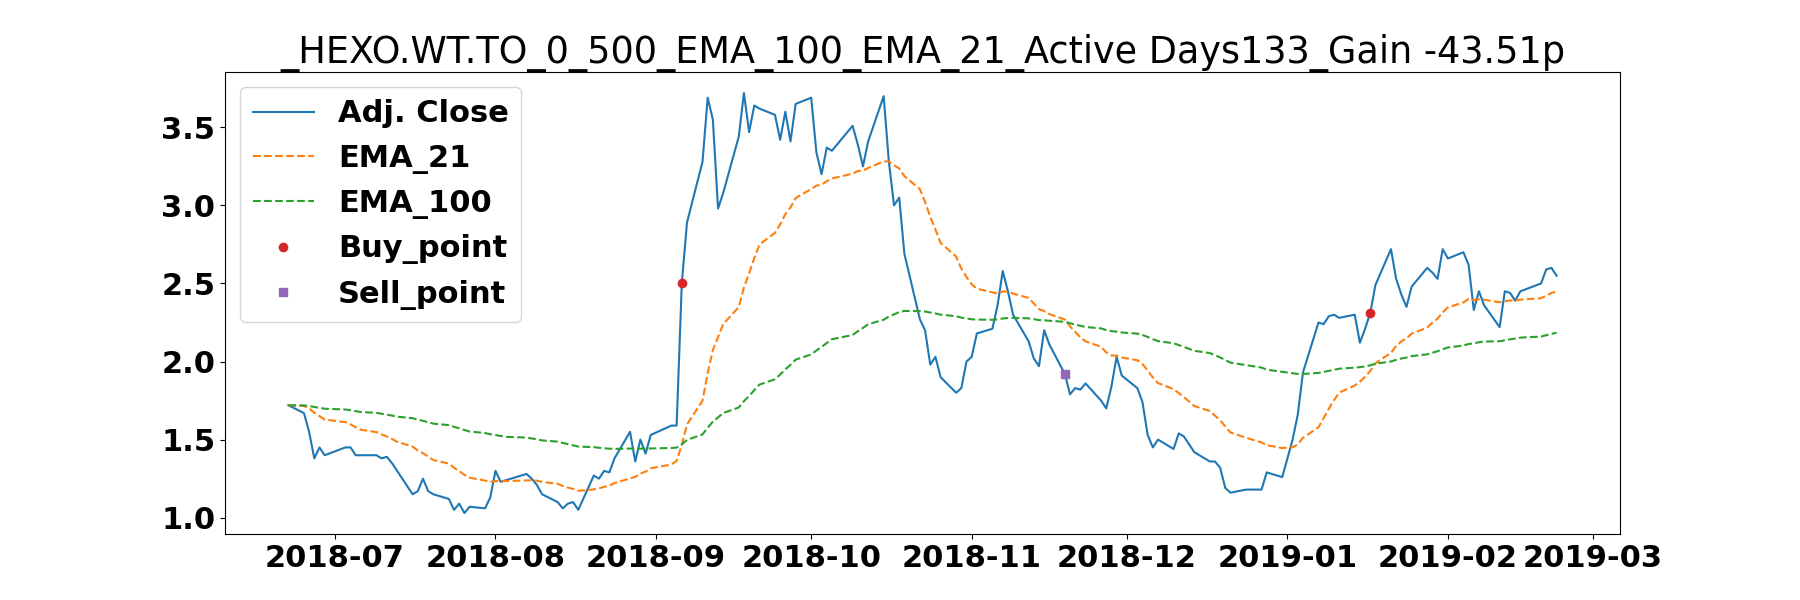 _HEXO.WT.TO_0_500_EMA_100_EMA_21_Active Days133_Gain -43.51p
Adj. Close
EMA_21
EMA_100
Buy_point
Sell_point
3.5
3.0
2.5
2.0
1.5
1.0
2018-07 2018-08 2018-09 2018-10 2018-11 2018-12 2019-01 2019-02 2019-03